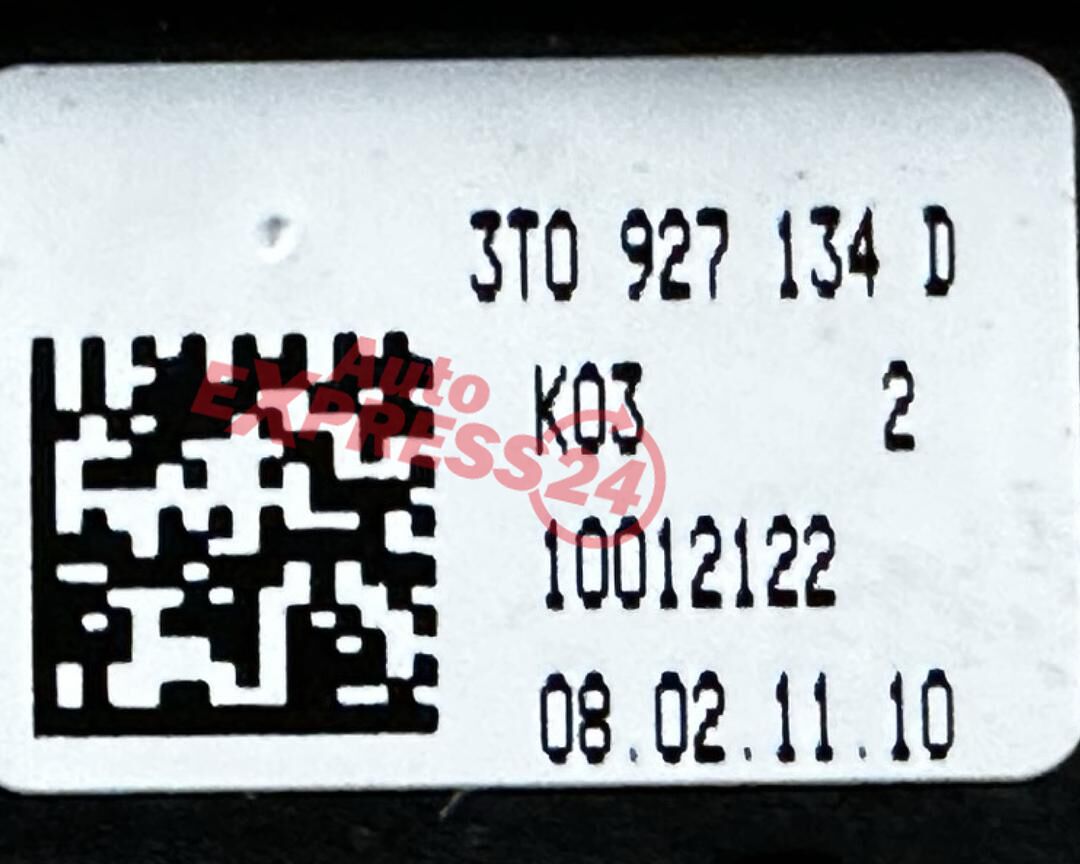 3T0 927 134 D
K03 2
Auto
EXPRESS24
10012122
08.02.11.10